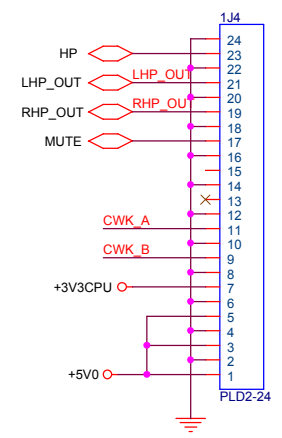 1J4
24
HP 23
22
LHP_OUT LHP_OUT 21
20
RHP_OUT RHP_OUT 19
18
MUTE 17
16
15
14
13
12
CWK_A 11
10
CWK_B 9
8
+3V3CPU 7
6
5
4
3
2
+5V0 1
PLD2-24